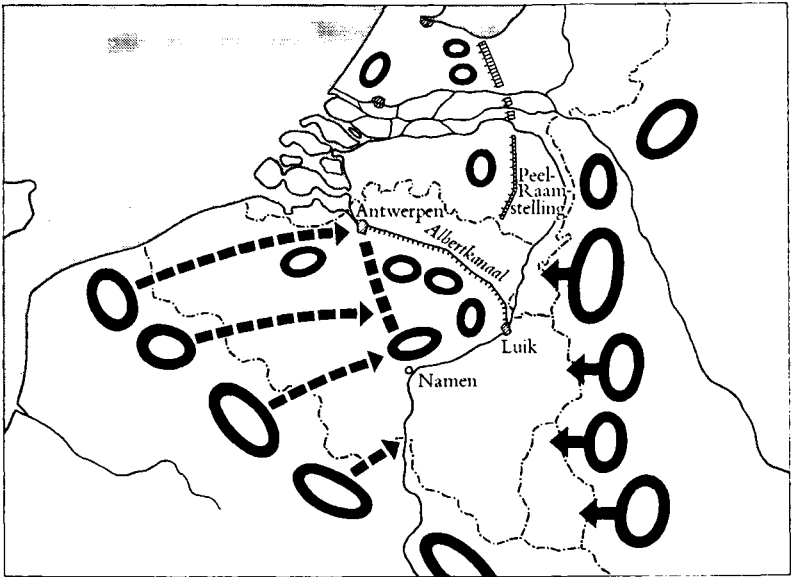 Peel-
Raam
stelling
Antwerpen
Albertkanaal
Luik
Namen